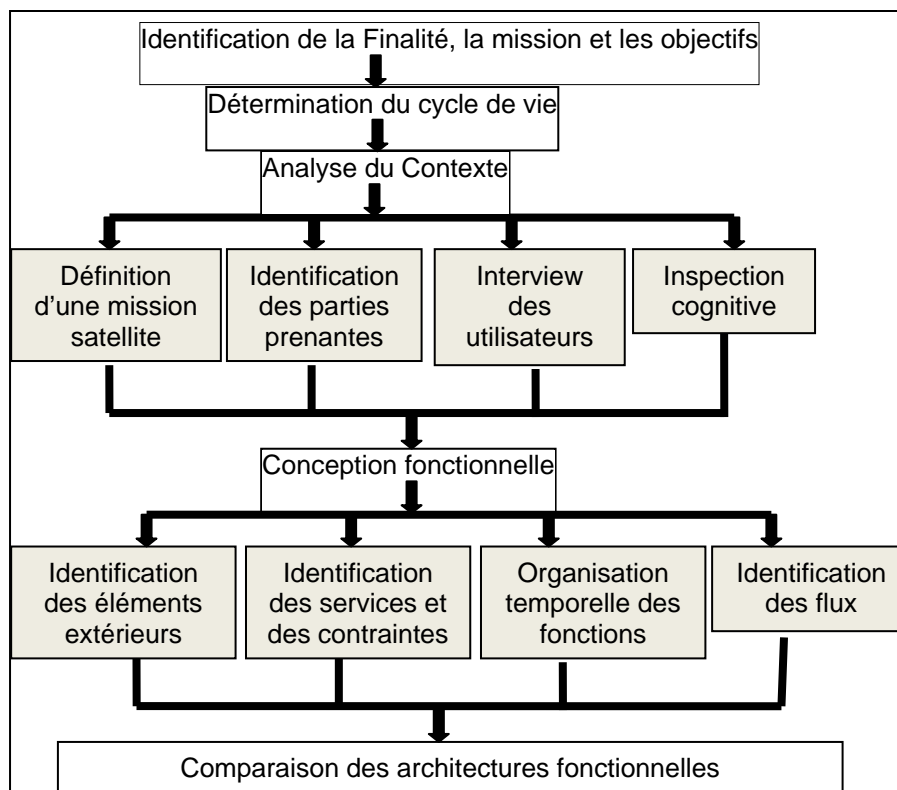 Identification de la Finalité, la mission et les objectifs
Détermination du cycle de vie
Analyse du Contexte
Définition
d'une mission
satellite
Identification
des parties
prenantes
Interview
des
utilisateurs
Inspection
cognitive
Conception fonctionnelle
Identification
des éléments
extérieurs
Identification
des services et
des contraintes
Organisation
temporelle des
fonctions
Identification
des flux
Comparaison des architectures fonctionnelles